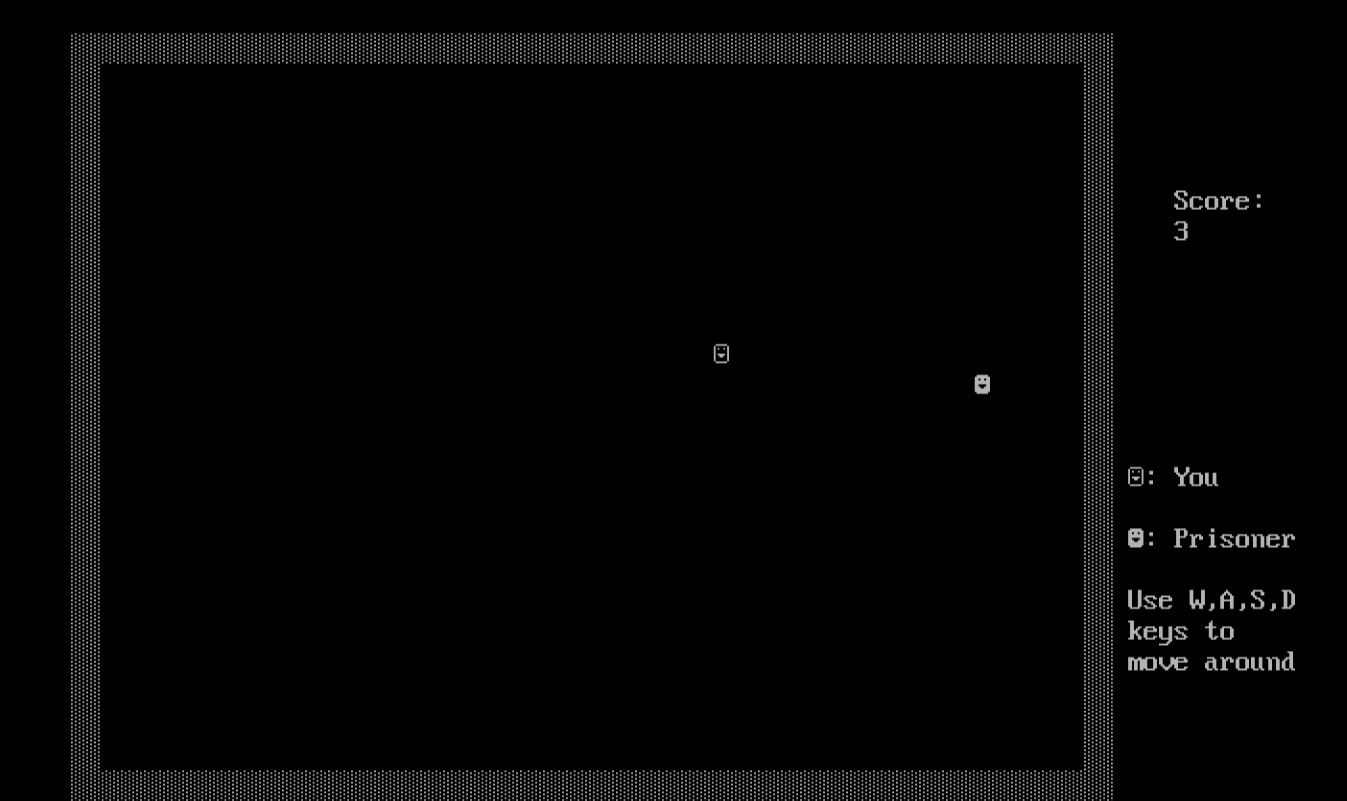 Score:
3
☺: You
☻: Prisoner
Use W,A,S,D
keys to
move around